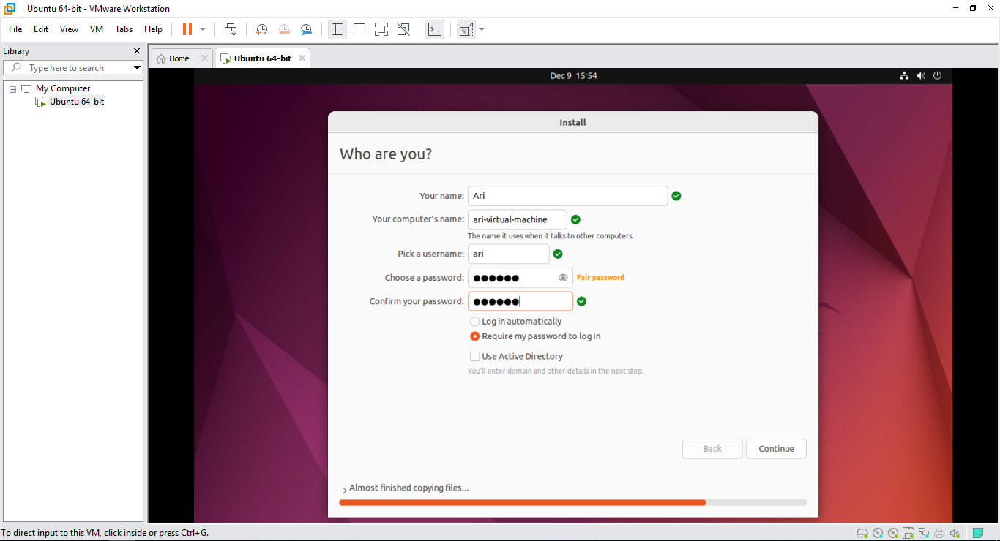 Ubuntu 64-bit - VMware Workstation
File Edit View VM Tabs Help
Library
Home
Ubuntu 64-bit
Type here to search
My Computer
Ubuntu 64-bit
Dec 9 15:54
Install
Who are you?
Your name: Ari
Your computer's name: ari-virtual-machine
The name it uses when it talks to other computers.
Pick a username: ari
Choose a password: ●●●●●● Fair password
Confirm your password: ●●●●●●
Log in automatically
Require my password to log in
Use Active Directory
You'll enter domain and other details in the next step.
Back
Continue
Almost finished copying files...
To direct input to this VM, click inside or press Ctrl+G.